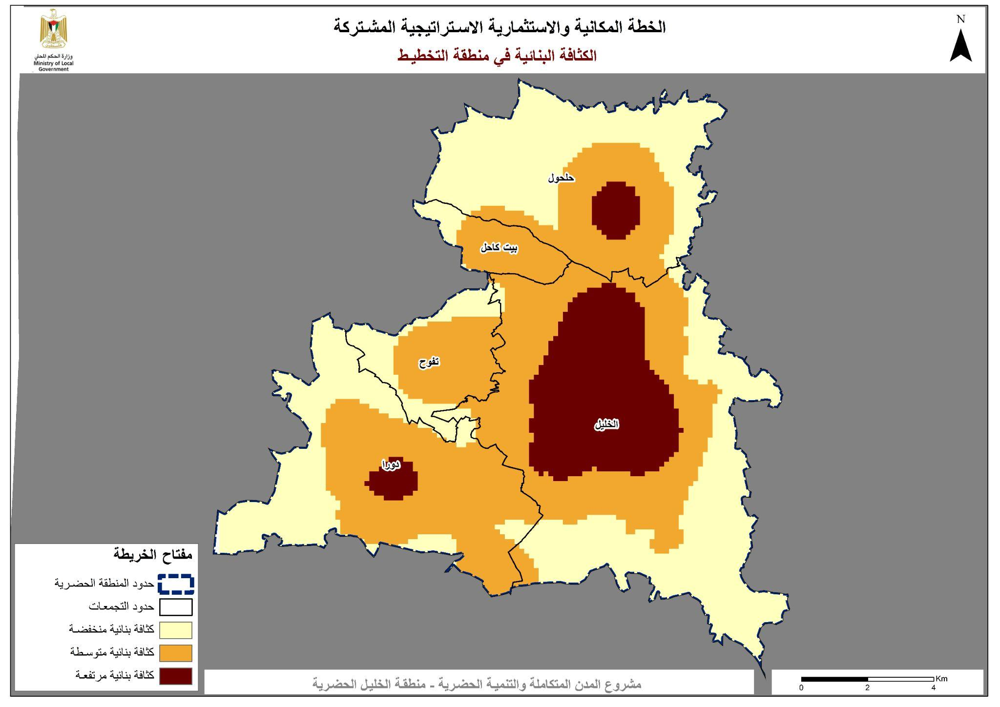 الخطة المكانية والاستثمارية الاستراتيجية المشتركة
الكثافة البنائية في منطقة التخطيط
N
فلسطين
وزارة الحكم المحلي
Ministry of Local
Government
حلحول
بيت كاحل
تفوح
الخليل
دورا
مفتاح الخريطة
حدود المنطقة الحضرية
حدود التجمعات
كثافة بنائية منخفضة
كثافة بنائية متوسطة
كثافة بنائية مرتفعة
مشروع المدن المتكاملة والتنمية الحضرية - منطقة الخليل الحضرية
Km
0 2 4